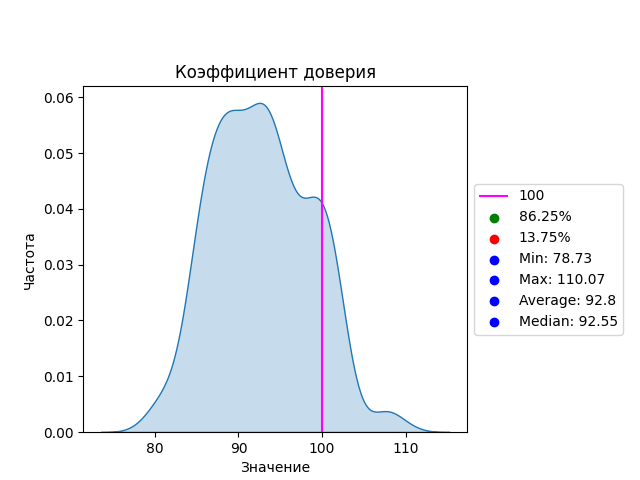 Коэффициент доверия
Частота
0.06
0.05
0.04
0.03
0.02
0.01
0.00
80
90
100
110
Значение
100
86.25%
13.75%
Min: 78.73
Max: 110.07
Average: 92.8
Median: 92.55